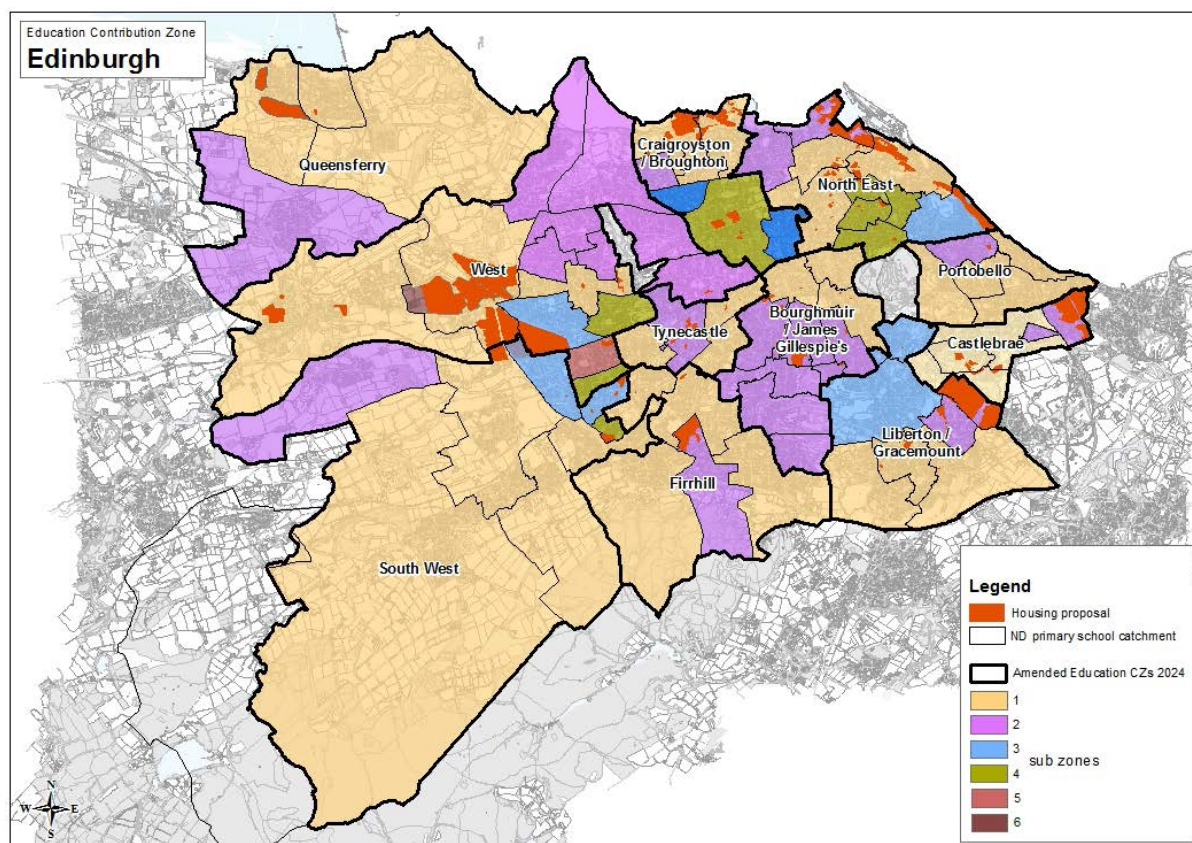 Education Contribution Zone
Edinburgh
Queensferry
Craigroyston
/ Broughton
North East
West
Portobello
Tynecastle
Bourghmuir
/ James
Gillespie's
Castlebrae
Liberton /
Gracemount
Firrhill
South West
Legend
Housing proposal
ND primary school catchment
Amended Education CZs 2024
1
2
3
sub zones
4
5
6
N
W E
S